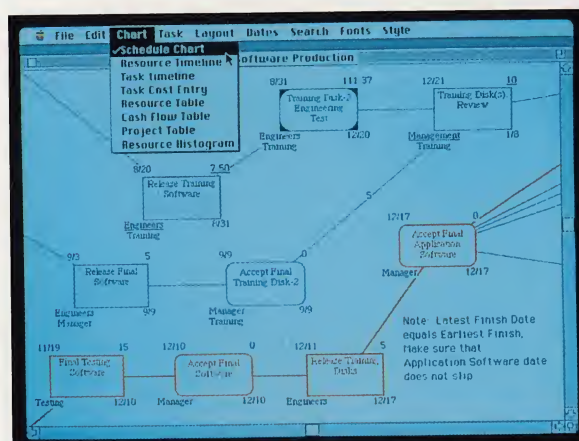 File Edit Chart Task Layout Dates Search Fonts Style
✓Schedule Chart
Resource Timeline
Task Timeline
Task Cost Entry
Resource Table
Cash Flow Table
Project Table
Resource Histogram
Software Production
8/31 111.37
Training Disk-2
Engineering
Test
Engineers 12/20
Training
12/21 10
Training Disk(s)
Review
Management 1/8
Training
8/20 7.50
Release Training
Software
Engineers 8/31
Training
5
12/17 0
Accept Final
Application
Software
Manager 12/17
9/3 5
Release Final
Software
Engineers 9/9
Manager
9/9 0
Accept Final
Training Disk-2
Manager 9/9
Training
Note: Latest Finish Date
equals Earliest Finish,
Make sure that
Application Software date
does not slip
11/19 15
Final Testing
Software
Testing 12/10
12/10 0
Accept Final
Software
Manager 12/10
12/11 5
Release Training
Disks
Engineers 12/17